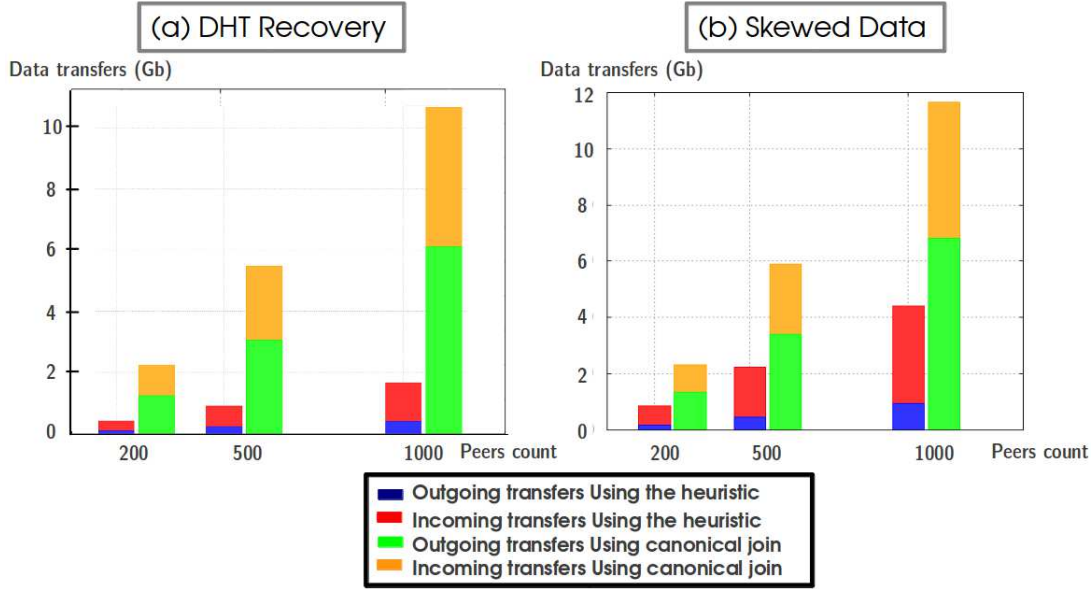 (a) DHT Recovery
(b) Skewed Data
Data transfers (Gb)
Data transfers (Gb)
10
8
6
4
2
0
200
500
1000
Peers count
12
10
8
6
4
2
0
200
500
1000
Peers count
Outgoing transfers Using the heuristic
Incoming transfers Using the heuristic
Outgoing transfers Using canonical join
Incoming transfers Using canonical join